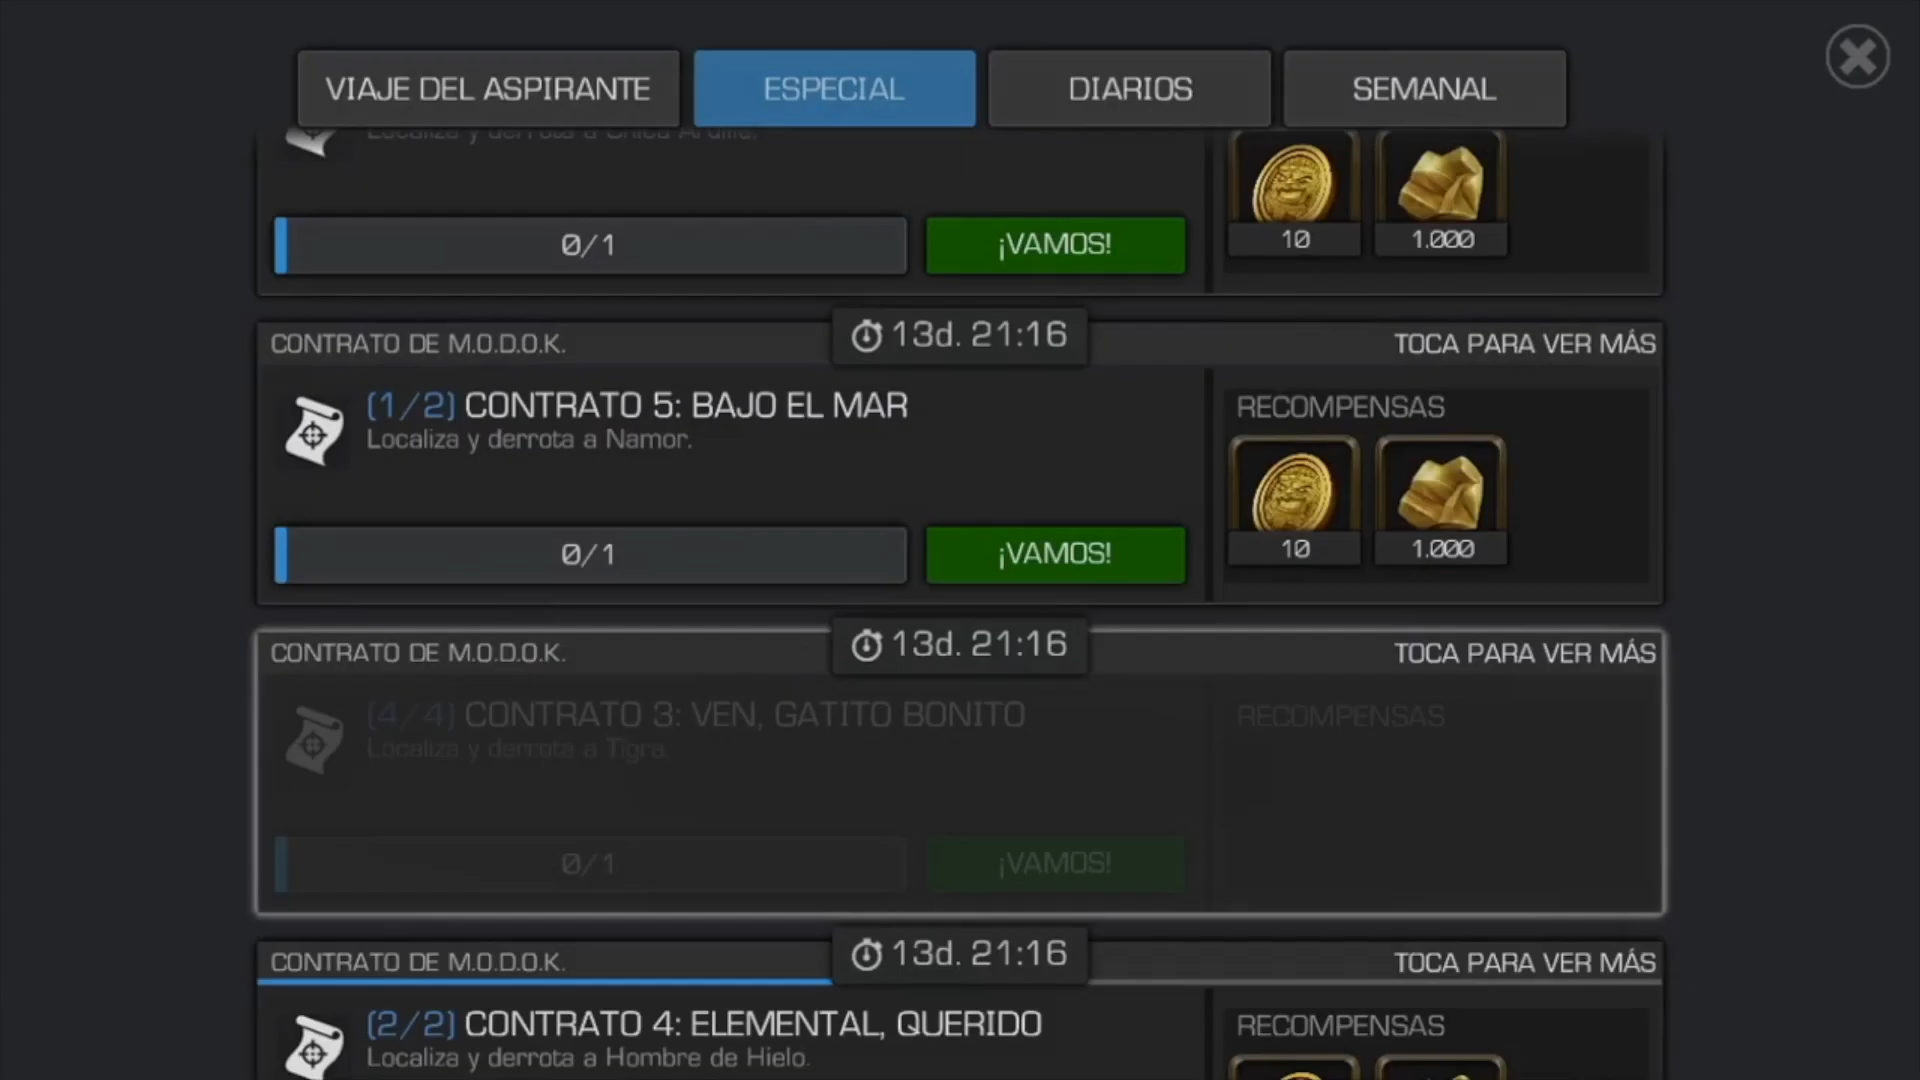 VIAJE DEL ASPIRANTE
ESPECIAL
DIARIOS
SEMANAL
Localiza y derrota a Chica Ardilla.
0/1
¡VAMOS!
10
1.000
CONTRATO DE M.O.D.O.K.
13d. 21:16
TOCA PARA VER MÁS
(1/2) CONTRATO 5: BAJO EL MAR
Localiza y derrota a Namor.
RECOMPENSAS
0/1
¡VAMOS!
10
1.000
CONTRATO DE M.O.D.O.K.
13d. 21:16
TOCA PARA VER MÁS
(4/4) CONTRATO 3: VEN, GATITO BONITO
Localiza y derrota a Tigra.
RECOMPENSAS
0/1
¡VAMOS!
CONTRATO DE M.O.D.O.K.
13d. 21:16
TOCA PARA VER MÁS
(2/2) CONTRATO 4: ELEMENTAL, QUERIDO
Localiza y derrota a Hombre de Hielo.
RECOMPENSAS